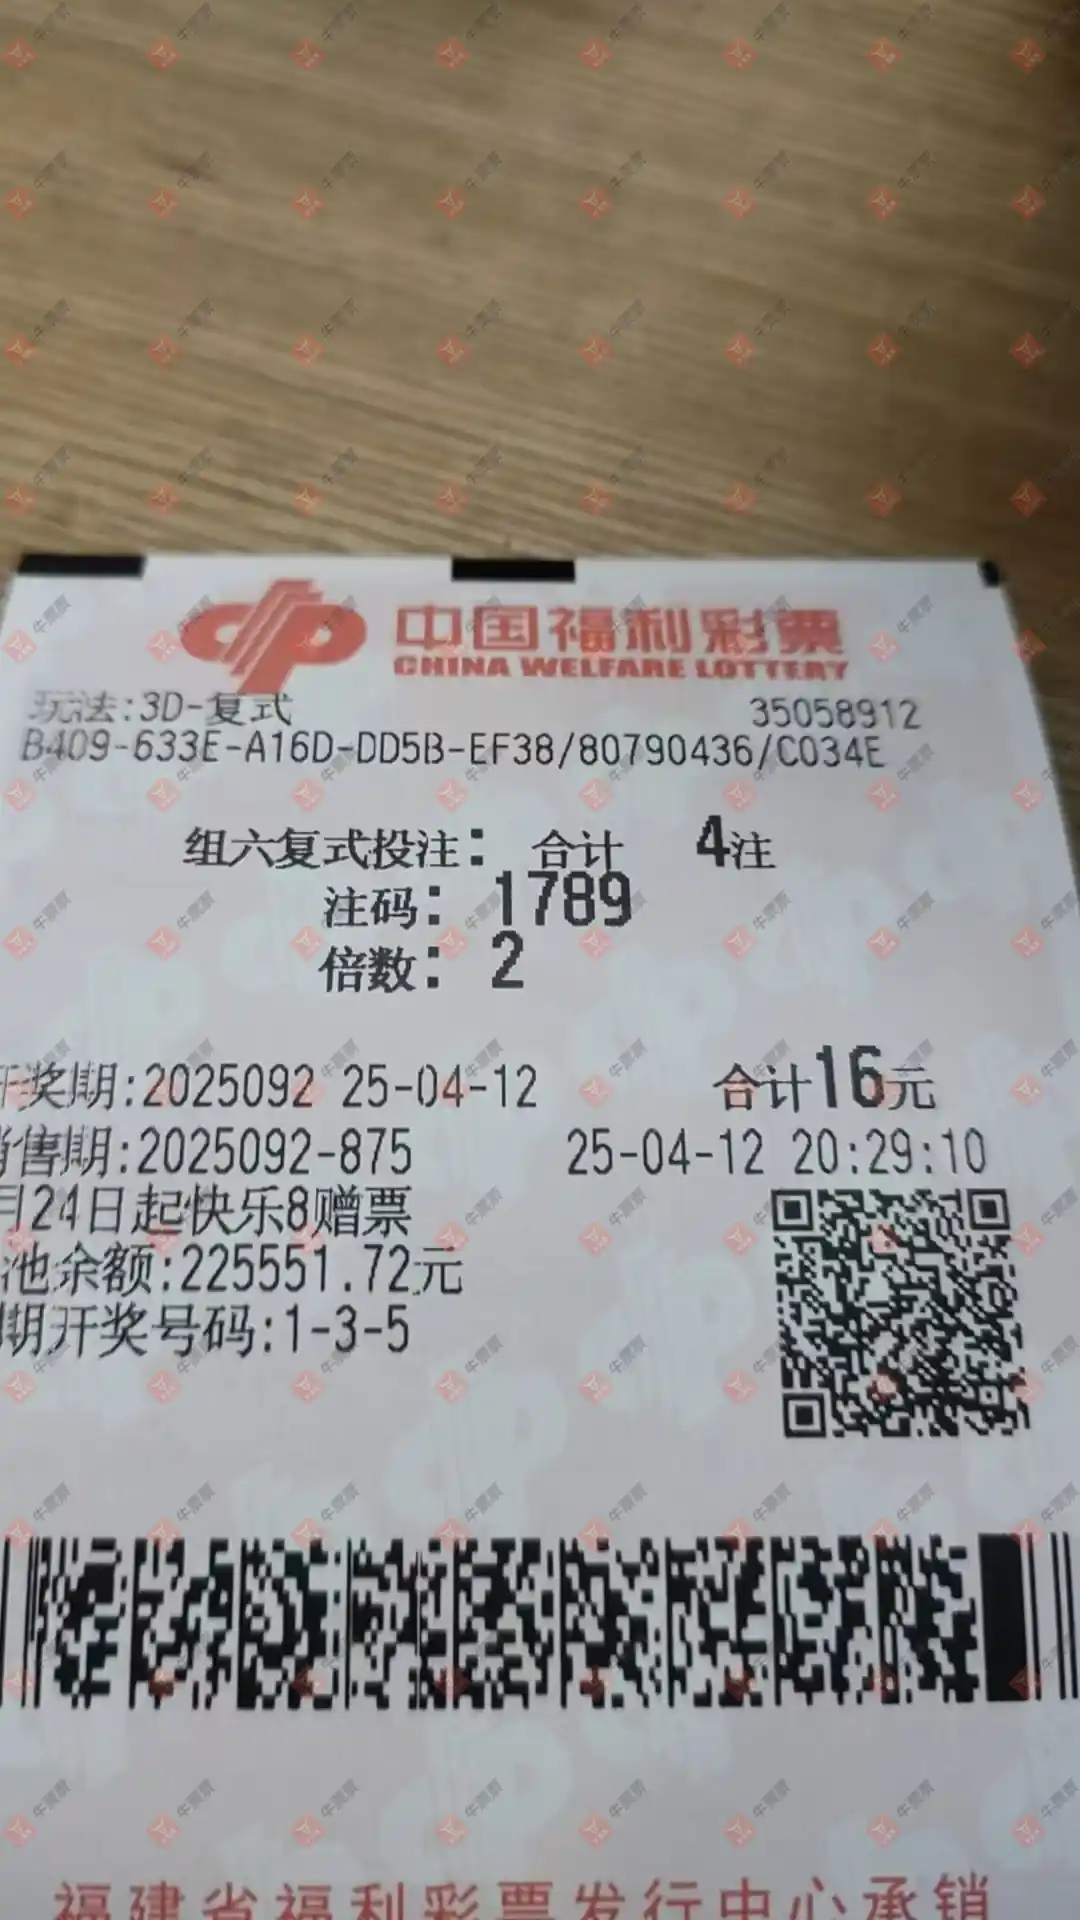 中国福利彩票
CHINA WELFARE LOTTERY
玩法:3D-复式 35058912
B409-633E-A16D-DD5B-EF38/80790436/C034E
组六复式投注: 合计 4注
注码: 1789
倍数: 2
开奖期:2025092 25-04-12 合计16元
销售期:2025092-875 25-04-12 20:29:10
月24日起快乐8赠票
池余额:225551.72元
期开奖号码:1-3-5
福建省福利彩票发行中心承销